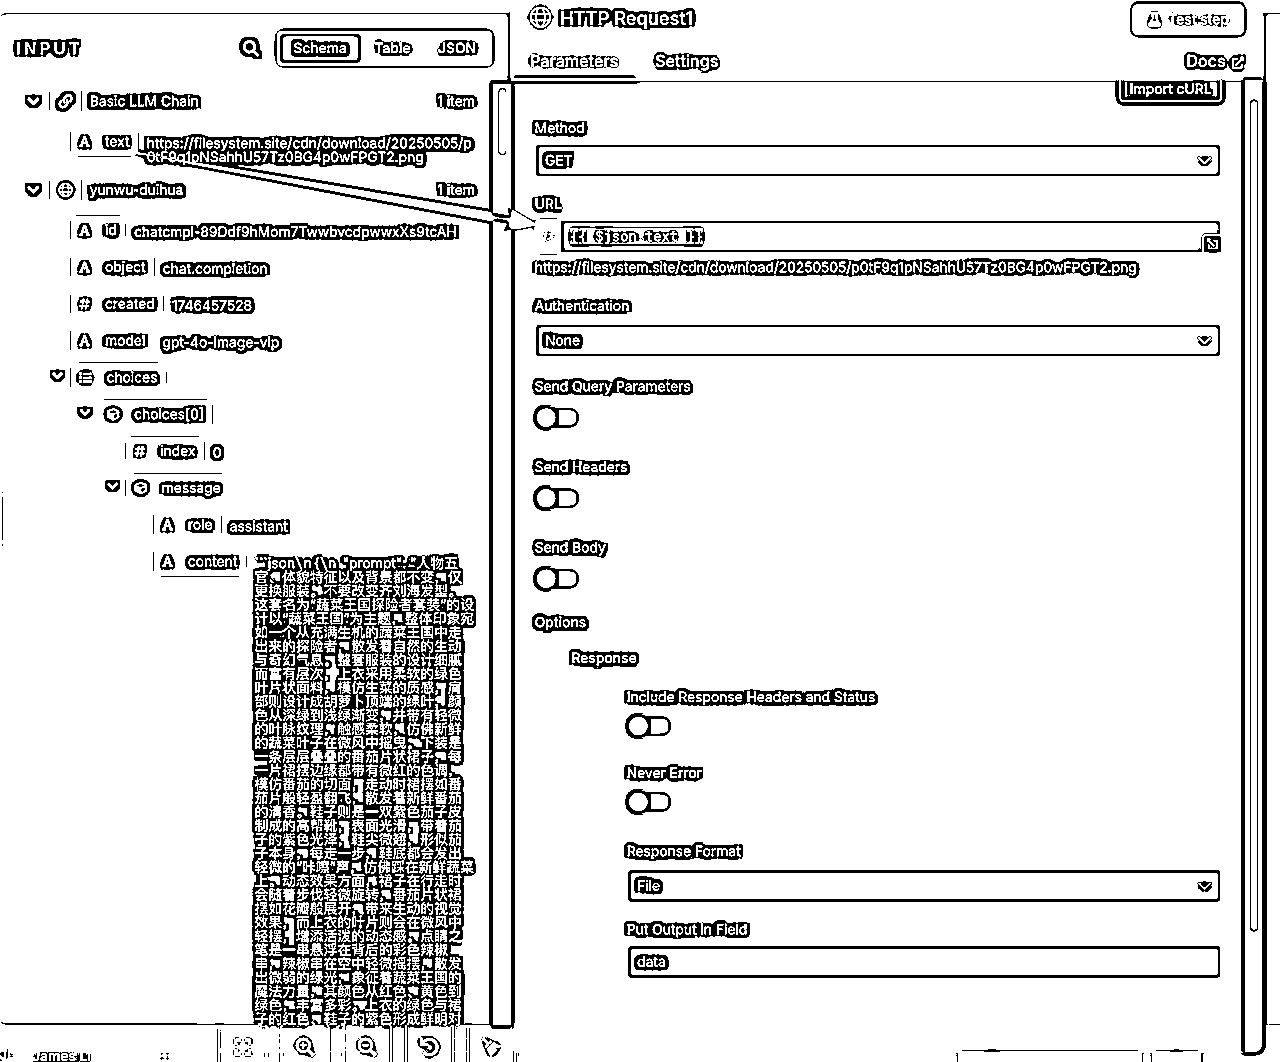 HTTP Request1
Test step
INPUT
Schema
Table
JSON
Parameters
Settings
Docs
Import cURL
Basic LLM Chain
1 item
text
https://filesystem.site/cdn/download/20250505/p
0tF9q1pNSahhU57Tz0BG4p0wFPGT2.png
yunwu-duihua
1 item
id
chatcmpl-89Ddf9hMom7TwwbvcdpwwxXs9tcAH
object
chat.completion
created
1746457528
model
gpt-4o-image-vip
choices
choices[0]
index
0
message
role
assistant
content
```json\n{\n "prompt": "人物五
官、体貌特征以及背景都不变，仅
更换服装，不要改变齐刘海发型。
这套名为“蔬菜王国探险者套装”的设
计以“蔬菜王国”为主题，整体印象宛
如一个从充满生机的蔬菜王国中走
出来的探险者，散发着自然的生动
与奇幻气息。整套服装的设计细腻
而富有层次，上衣采用柔软的绿色
叶片状面料，模仿生菜的质感，肩
部则设计成胡萝卜顶端的绿叶，颜
色从深绿到浅绿渐变，并带有轻微
的叶脉纹理，触感柔软，仿佛新鲜
的蔬菜叶子在微风中摇曳。下装是
一条层层叠叠的番茄片状裙子，每
一片裙摆边缘都带有微红的色调，
模仿番茄的切面，走动时裙摆如番
茄片般轻盈翻飞，散发着新鲜番茄
的清香。鞋子则是一双紫色茄子皮
制成的高帮靴，表面光滑，带着茄
子的紫色光泽，鞋尖微翘，形似茄
子本身，每走一步，鞋底都会发出
轻微的“咔嚓”声，仿佛踩在新鲜蔬菜
上。动态效果方面，裙子在行走时
会随着步伐轻微旋转，番茄片状裙
摆如花瓣般展开，带来生动的视觉
效果，而上衣的叶片则会在微风中
轻摆，增添活泼的动态感。点睛之
笔是一串悬浮在背后的彩色辣椒
串，辣椒串在空中轻微摇摆，散发
出微弱的绿光，象征着蔬菜王国的
魔法力量，其颜色从红色、黄色到
绿色，丰富多彩，上衣的绿色与裙
子的红色、鞋子的紫色形成鲜明对
Method
GET
URL
{{ $json.text }}
https://filesystem.site/cdn/download/20250505/p0tF9q1pNSahhU57Tz0BG4p0wFPGT2.png
Authentication
None
Send Query Parameters
Send Headers
Send Body
Options
Response
Include Response Headers and Status
Never Error
Response Format
File
Put Output in Field
data
James Li